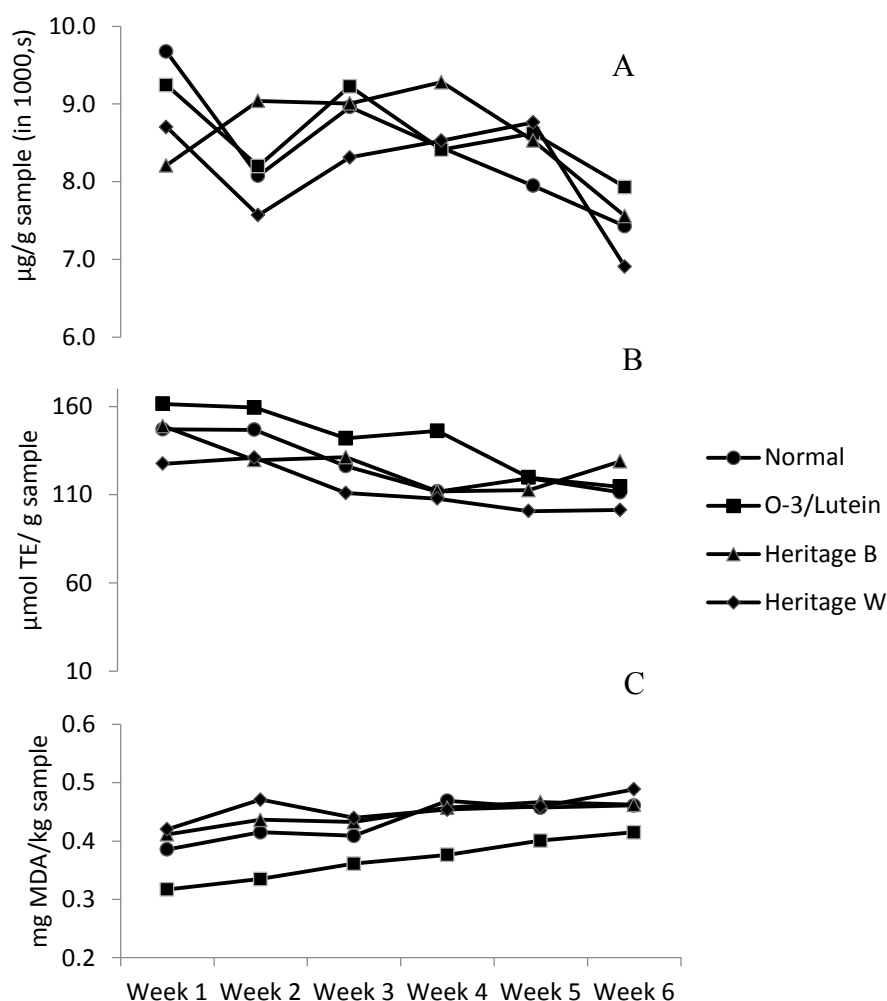 A
10.0
9.0
8.0
7.0
6.0
µg/g sample (in 1000,s)
B
160
110
60
10
µmol TE/ g sample
Normal
O-3/Lutein
Heritage B
Heritage W
C
0.6
0.5
0.4
0.3
0.2
mg MDA/kg sample
Week 1 Week 2 Week 3 Week 4 Week 5 Week 6